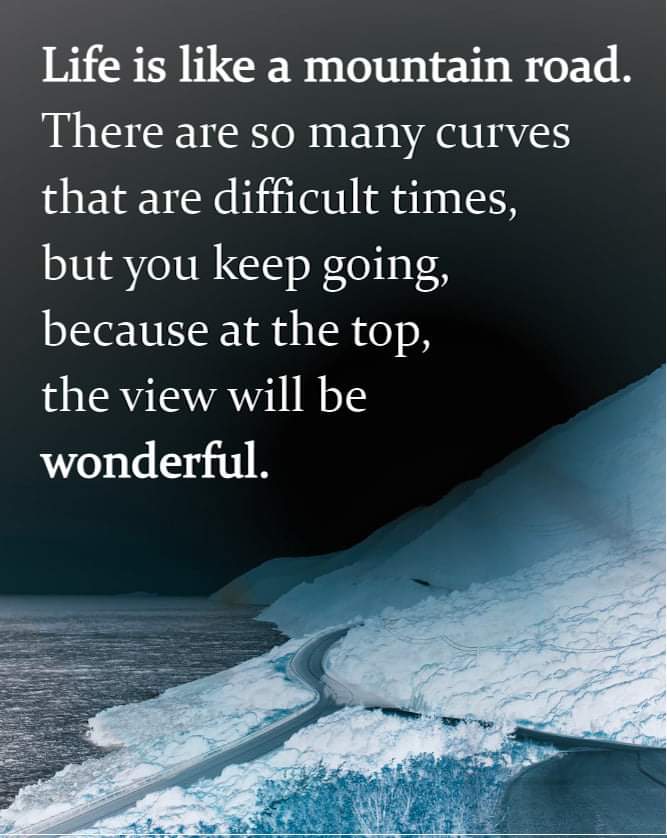 Life is like a mountain road.
There are so many curves
that are difficult times,
but you keep going,
because at the top,
the view will be
wonderful.